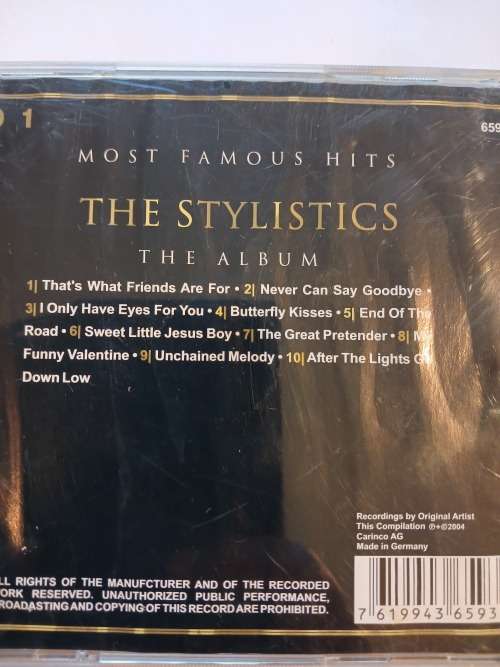 1
659
MOST FAMOUS HITS
THE STYLISTICS
THE ALBUM
1| That's What Friends Are For • 2| Never Can Say Goodbye •
3| I Only Have Eyes For You • 4| Butterfly Kisses • 5| End Of The
Road • 6| Sweet Little Jesus Boy • 7| The Great Pretender • 8| My
Funny Valentine • 9| Unchained Melody • 10| After The Lights Go
Down Low
Recordings by Original Artist
This Compilation ℗+©2004
Carinco AG
Made in Germany
LL RIGHTS OF THE MANUFCTURER AND OF THE RECORDED
ORK RESERVED. UNAUTHORIZED PUBLIC PERFORMANCE,
ROADASTING AND COPYING OF THIS RECORD ARE PROHIBITED.
7 619943 6593